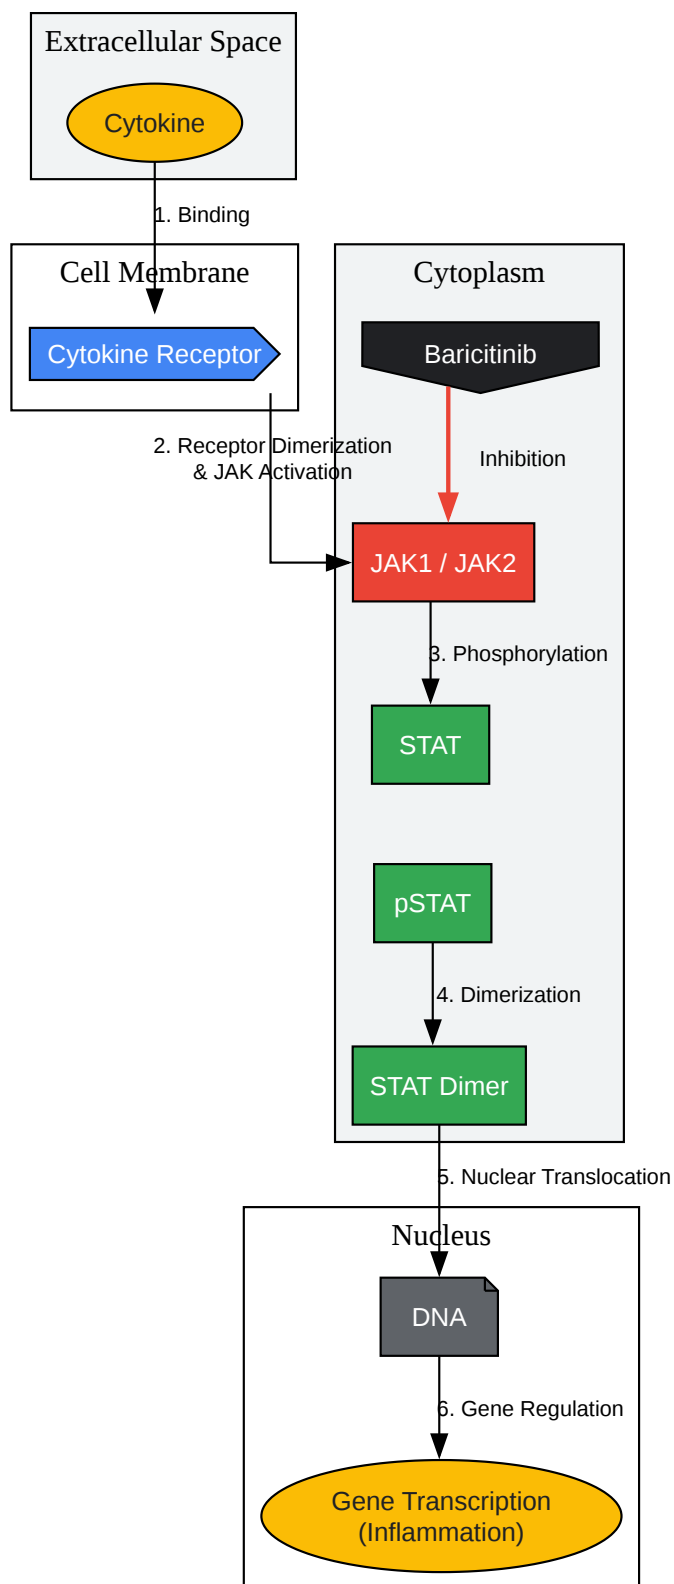 Extracellular Space
Cytokine
1. Binding
Cell Membrane
Cytokine Receptor
Cytoplasm
Baricitinib
2. Receptor Dimerization
& JAK Activation
Inhibition
JAK1 / JAK2
3. Phosphorylation
STAT
pSTAT
4. Dimerization
STAT Dimer
5. Nuclear Translocation
Nucleus
DNA
6. Gene Regulation
Gene Transcription
(Inflammation)